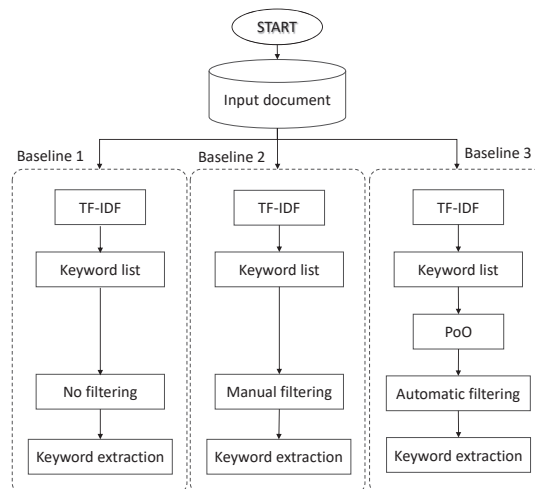 START
Input document
Baseline 1
Baseline 2
Baseline 3
TF-IDF
TF-IDF
TF-IDF
Keyword list
Keyword list
Keyword list
PoO
No filtering
Manual filtering
Automatic filtering
Keyword extraction
Keyword extraction
Keyword extraction